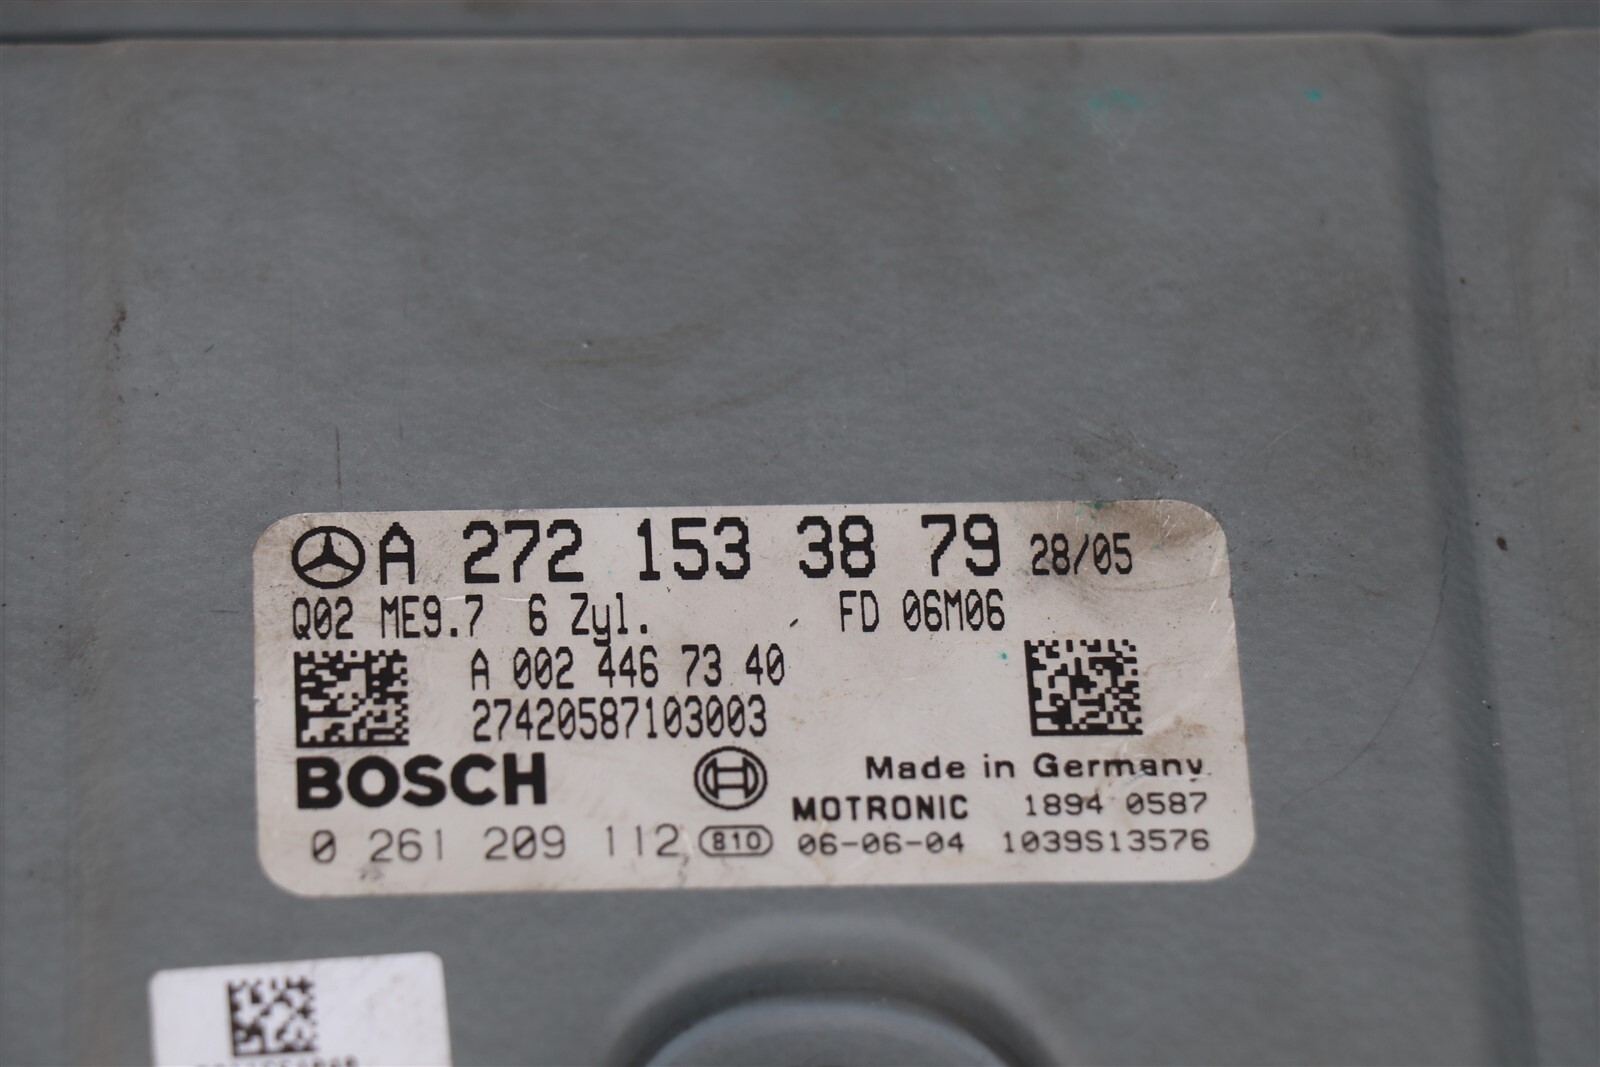 A 272 153 38 79 28/05
Q02 ME9.7 6 Zyl. FD 06M06
A 002 446 73 40
27420587103003
BOSCH Made in Germany
MOTRONIC 1894 0587
0 261 209 112 810 06-06-04 1039S13576